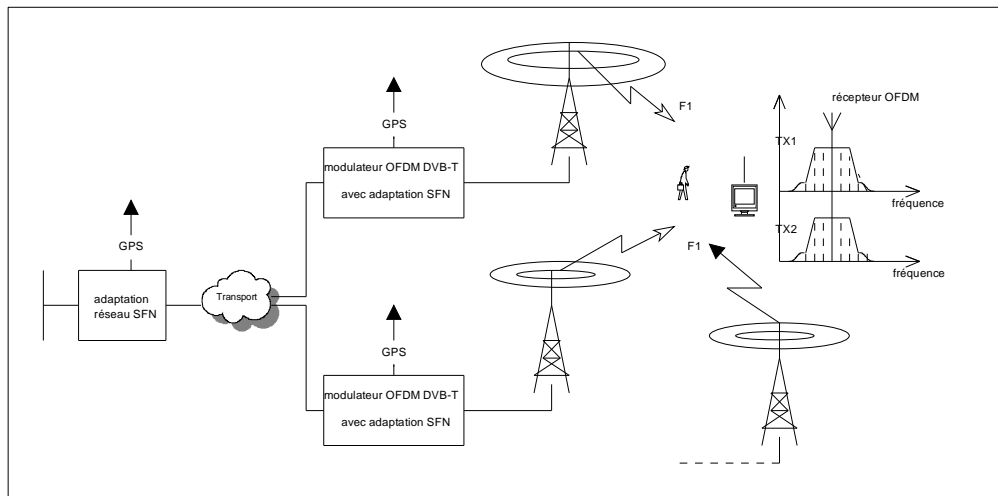 GPS
adaptation
réseau SFN
Transport
GPS
modulateur OFDM DVB-T
avec adaptation SFN
GPS
modulateur OFDM DVB-T
avec adaptation SFN
F1
F1
récepteur OFDM
TX1
fréquence
TX2
fréquence